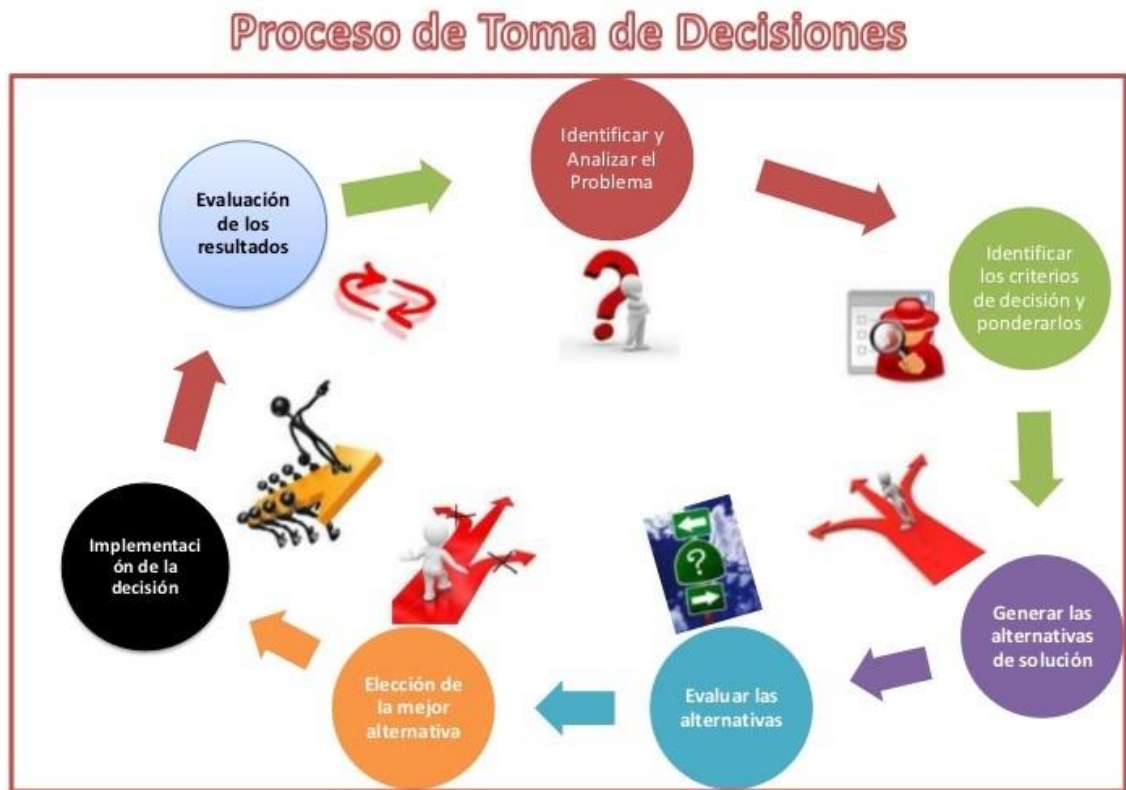 Proceso de Toma de Decisiones
Identificar y
Analizar el
Problema
Identificar
los criterios
de decisión y
ponderarlos
Generar las
alternativas
de solución
Evaluar las
alternativas
Elección de
la mejor
alternativa
Implementaci
ón de la
decisión
Evaluación
de los
resultados
?
?